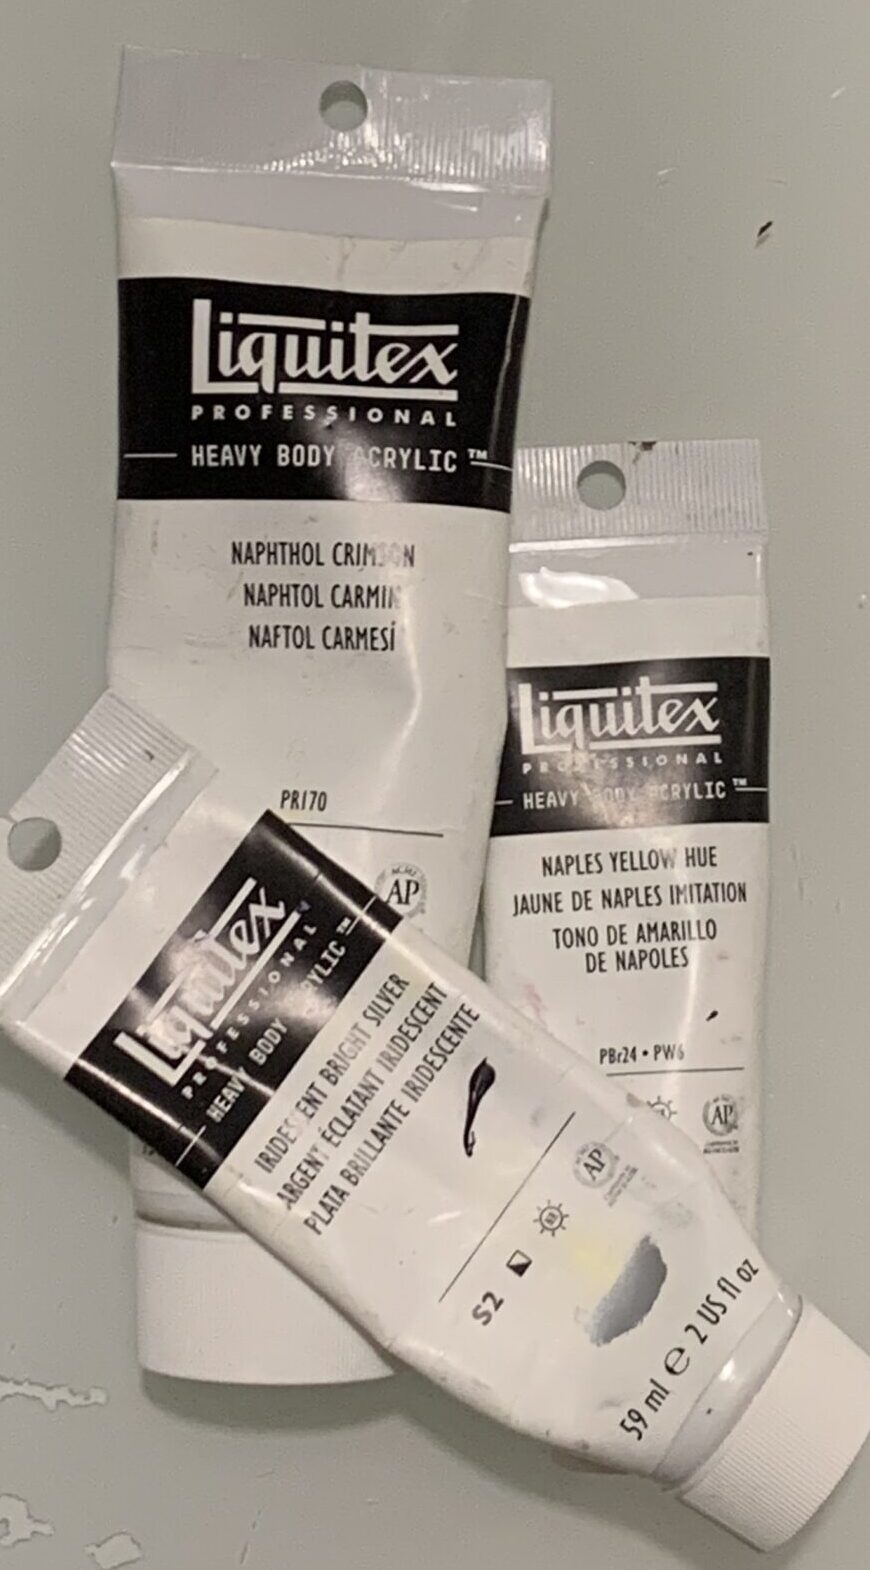 Liquitex
PROFESSIONAL
HEAVY BODY ACRYLIC™
NAPHTHOL CRIMSON
NAPHTOL CARMIN
NAFTOL CARMESÍ
PR170
AP
Liquitex
PROFESSIONAL
HEAVY BODY ACRYLIC™
NAPLES YELLOW HUE
JAUNE DE NAPLES IMITATION
TONO DE AMARILLO
DE NAPOLES
PBr24 • PW6
AP
Liquitex
PROFESSIONAL
HEAVY BODY ACRYLIC™
IRIDESCENT BRIGHT SILVER
ARGENT ÉCLATANT IRIDESCENT
PLATA BRILLANTE IRIDESCENTE
AP
S2
59 ml e 2 US fl oz